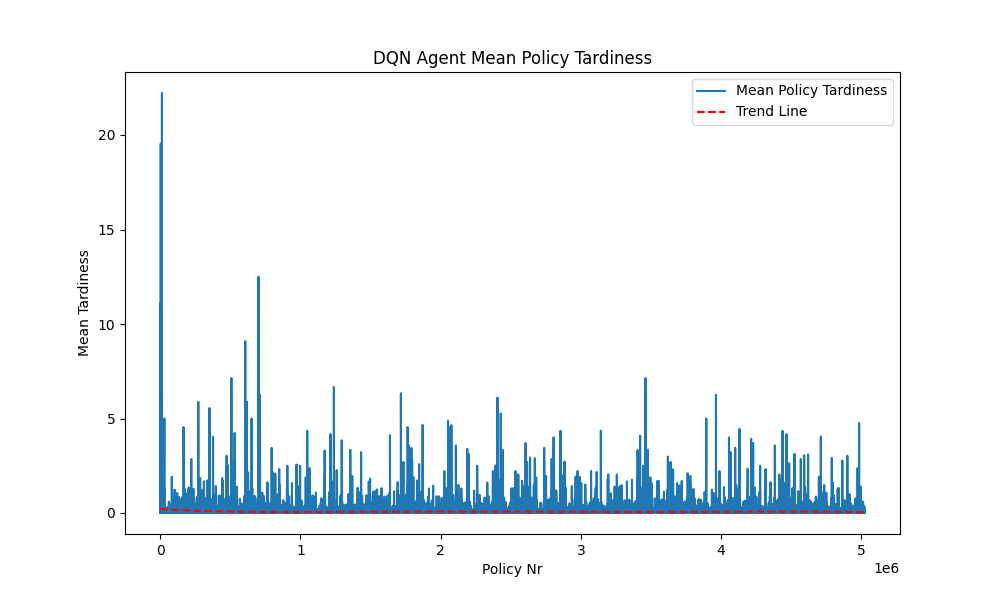 DQN Agent Mean Policy Tardiness
Mean Policy Tardiness
Trend Line
Mean Tardiness
20
15
10
5
0
0 1 2 3 4 5
1e6
Policy Nr